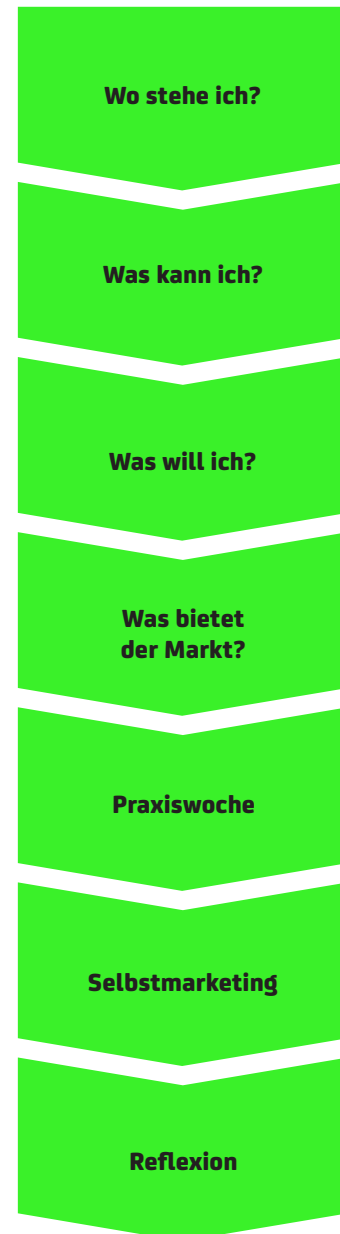 Wo stehe ich?
Was kann ich?
Was will ich?
Was bietet
der Markt?
Praxiswoche
Selbstmarketing
Reflexion